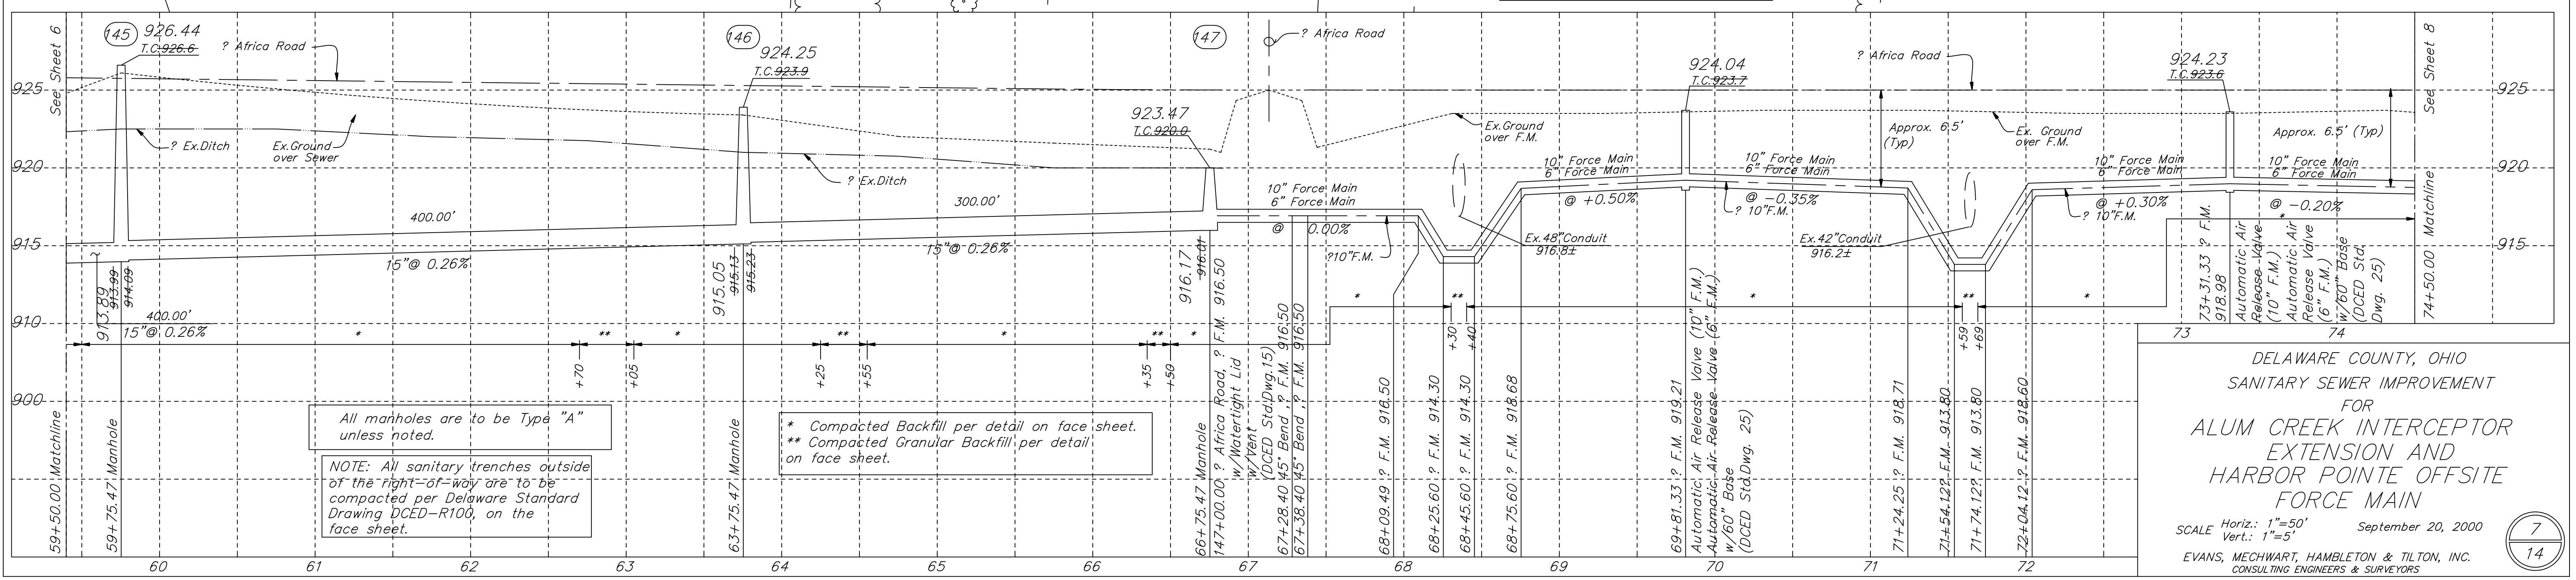 See Sheet 6
145
926.44
T.C.926.6
? Africa Road
146
924.25
T.C.923.9
147
? Africa Road
923.47
T.C.920.0
924.04
T.C.923.7
? Africa Road
924.23
T.C.923.6
See Sheet 8
925
925
? Ex.Ditch
Ex.Ground
over Sewer
? Ex.Ditch
Ex.Ground
over F.M.
Approx. 6.5'
(Typ)
Ex. Ground
over F.M.
Approx. 6.5' (Typ)
920
920
10" Force Main
6" Force Main
@ 0.00%
10" Force Main
6" Force Main
@ +0.50%
10" Force Main
6" Force Main
@ -0.35%
10" Force Main
6" Force Main
@ +0.30%
10" Force Main
6" Force Main
@ -0.20%
*
400.00'
15"@ 0.26%
300.00'
15"@ 0.26%
?10"F.M.
? 10"F.M.
? 10"F.M.
Ex.48"Conduit
916.8±
Ex.42"Conduit
916.2±
915
915
913.89
913.99
914.09
400.00'
15"@ 0.26%
915.05
915.13
915.23
916.17
916.01
910
* ** * ** * ** * * ** * ** *
+70
+05
+25
+55
+35
+50
+30
+40
+59
+69
900
59+50.00 Matchline
59+75.47 Manhole
63+75.47 Manhole
66+75.47 Manhole
147+00.00 ? Africa Road, ? F.M. 916.50
w/Watertight Lid
w/Vent
(DCED Std.Dwg.15)
67+28.40 45° Bend ,? F.M. 916.50
67+38.40 45° Bend ,? F.M. 916.50
68+09.49 ? F.M. 916.50
68+25.60 ? F.M. 914.30
68+45.60 ? F.M. 914.30
68+75.60 ? F.M. 918.68
69+81.33 ? F.M. 919.21
Automatic Air Release Valve (10" F.M.)
Automatic Air Release Valve (6" F.M.)
w/60" Base
(DCED Std.Dwg. 25)
71+24.25 ? F.M. 918.71
71+54.12? F.M. 913.80
71+74.12? F.M. 913.80
72+04.12 ? F.M. 918.60
73+31.33 ? F.M.
918.98
Automatic Air
Release Valve
(10" F.M.)
Automatic Air
Release Valve
(6" F.M.)
w/60" Base
(DCED Std.
Dwg. 25)
74+50.00 Matchline
All manholes are to be Type "A"
unless noted.
NOTE: All sanitary trenches outside
of the right-of-way are to be
compacted per Delaware Standard
Drawing DCED-R100, on the
face sheet.
* Compacted Backfill per detail on face sheet.
** Compacted Granular Backfill per detail
on face sheet.
60 61 62 63 64 65 66 67 68 69 70 71 72
73 74
DELAWARE COUNTY, OHIO
SANITARY SEWER IMPROVEMENT
FOR
ALUM CREEK INTERCEPTOR
EXTENSION AND
HARBOR POINTE OFFSITE
FORCE MAIN
SCALE Horiz.: 1"=50'
Vert.: 1"=5'
September 20, 2000
EVANS, MECHWART, HAMBLETON & TILTON, INC.
CONSULTING ENGINEERS & SURVEYORS
7
14